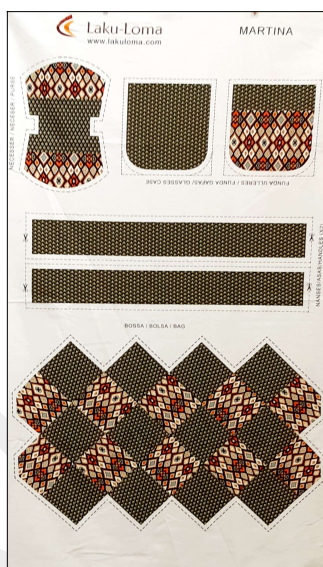 Laku-Loma
www.lakuloma.com
MARTINA
NECESSER / NECESER / PURSE
FUNDA ULLERES / FUNDA GAFAS/ GLASSES CASE
NANSES/ASAS/HANDLES (X2)
BOSSA / BOLSA / BAG